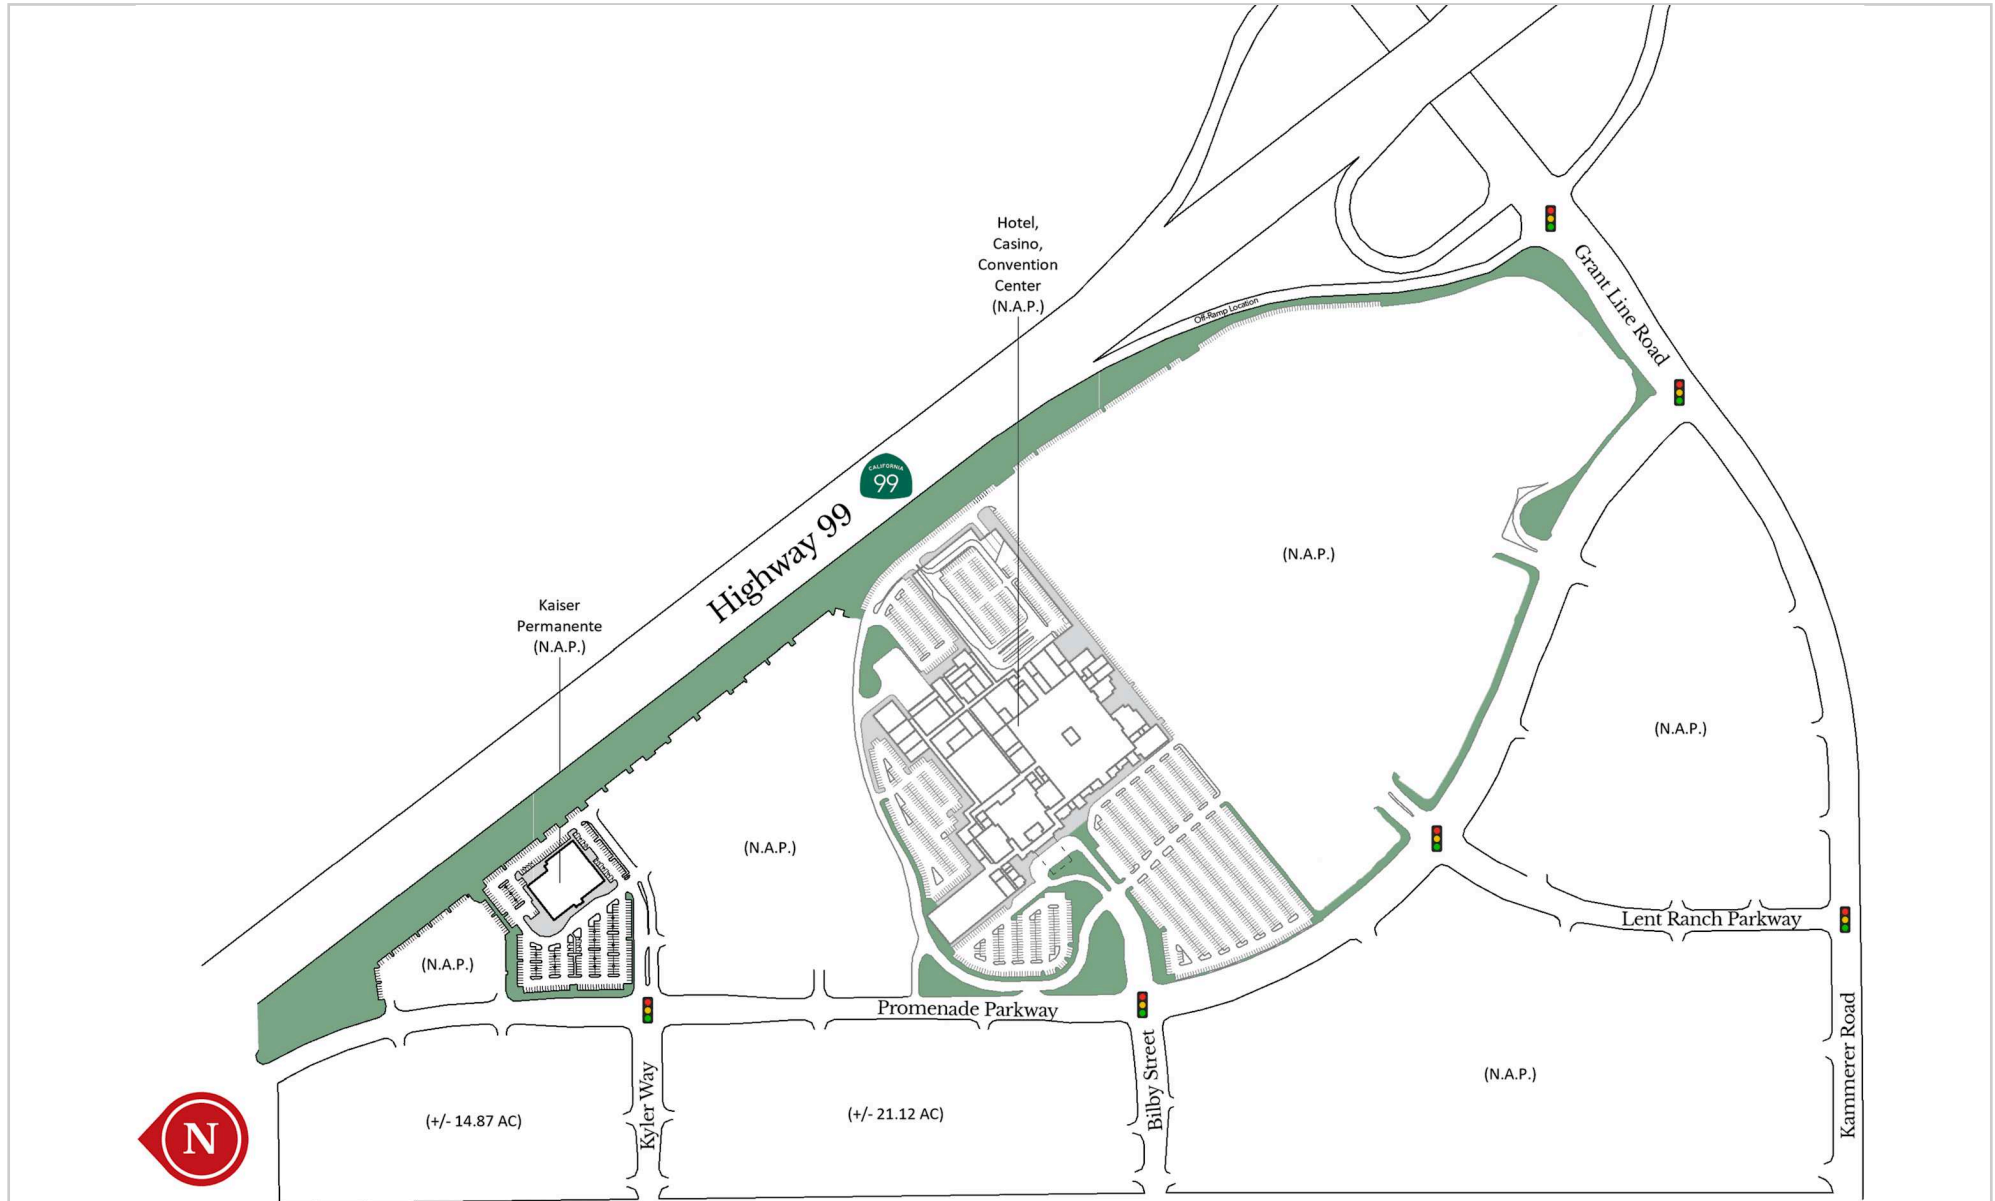 Hotel,
Casino,
Convention
Center
(N.A.P.)
Grant Line Road
Off-Ramp Location
CALIFORNIA
99
Highway 99
(N.A.P.)
Kaiser
Permanente
(N.A.P.)
(N.A.P.)
(N.A.P.)
(N.A.P.)
Lent Ranch Parkway
Promenade Parkway
Kyler Way
Bilby Street
Kammerer Road
(N.A.P.)
(+/- 14.87 AC)
(+/- 21.12 AC)
N